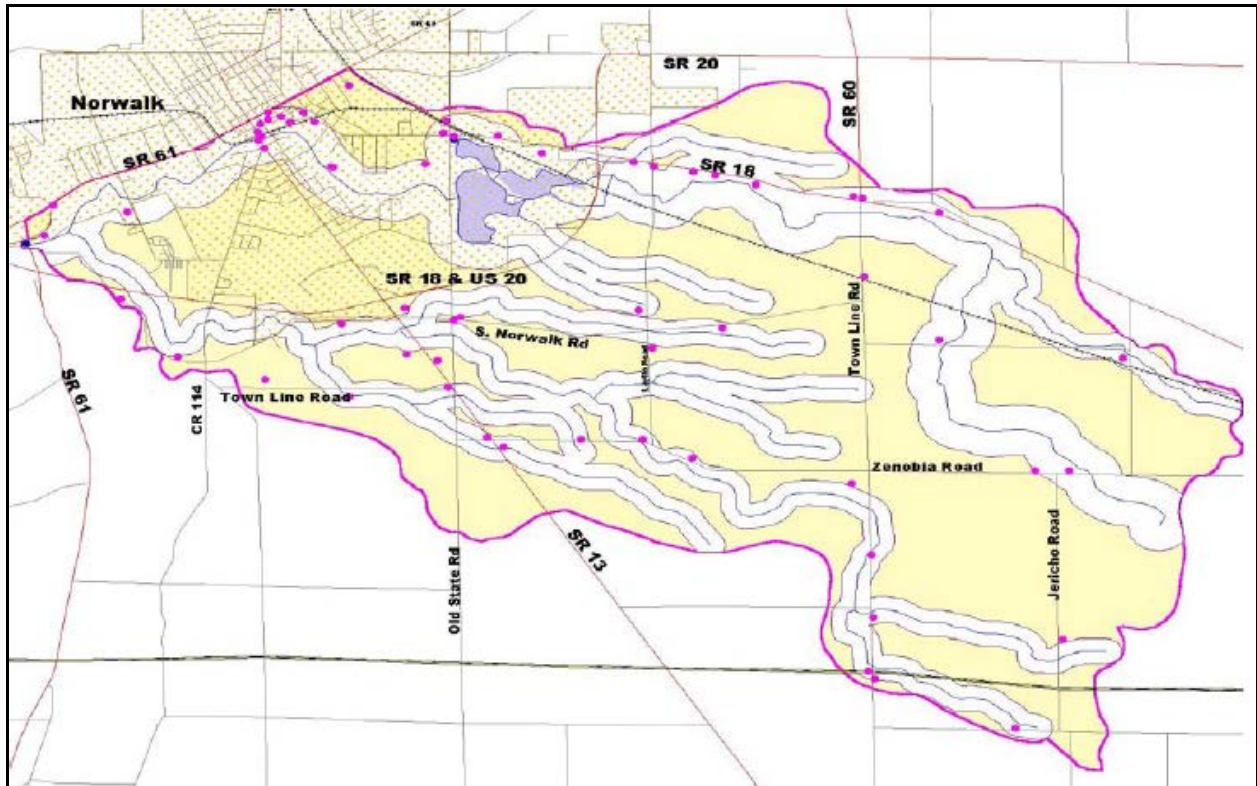 SR 20
SR 60
Norwalk
SR 61
SR 18
SR 18 & US 20
S. Norwalk Rd
Town Line Rd
SR 61
CR 114
Town Line Road
Zenobia Road
SR 13
Old State Rd
Jericho Road